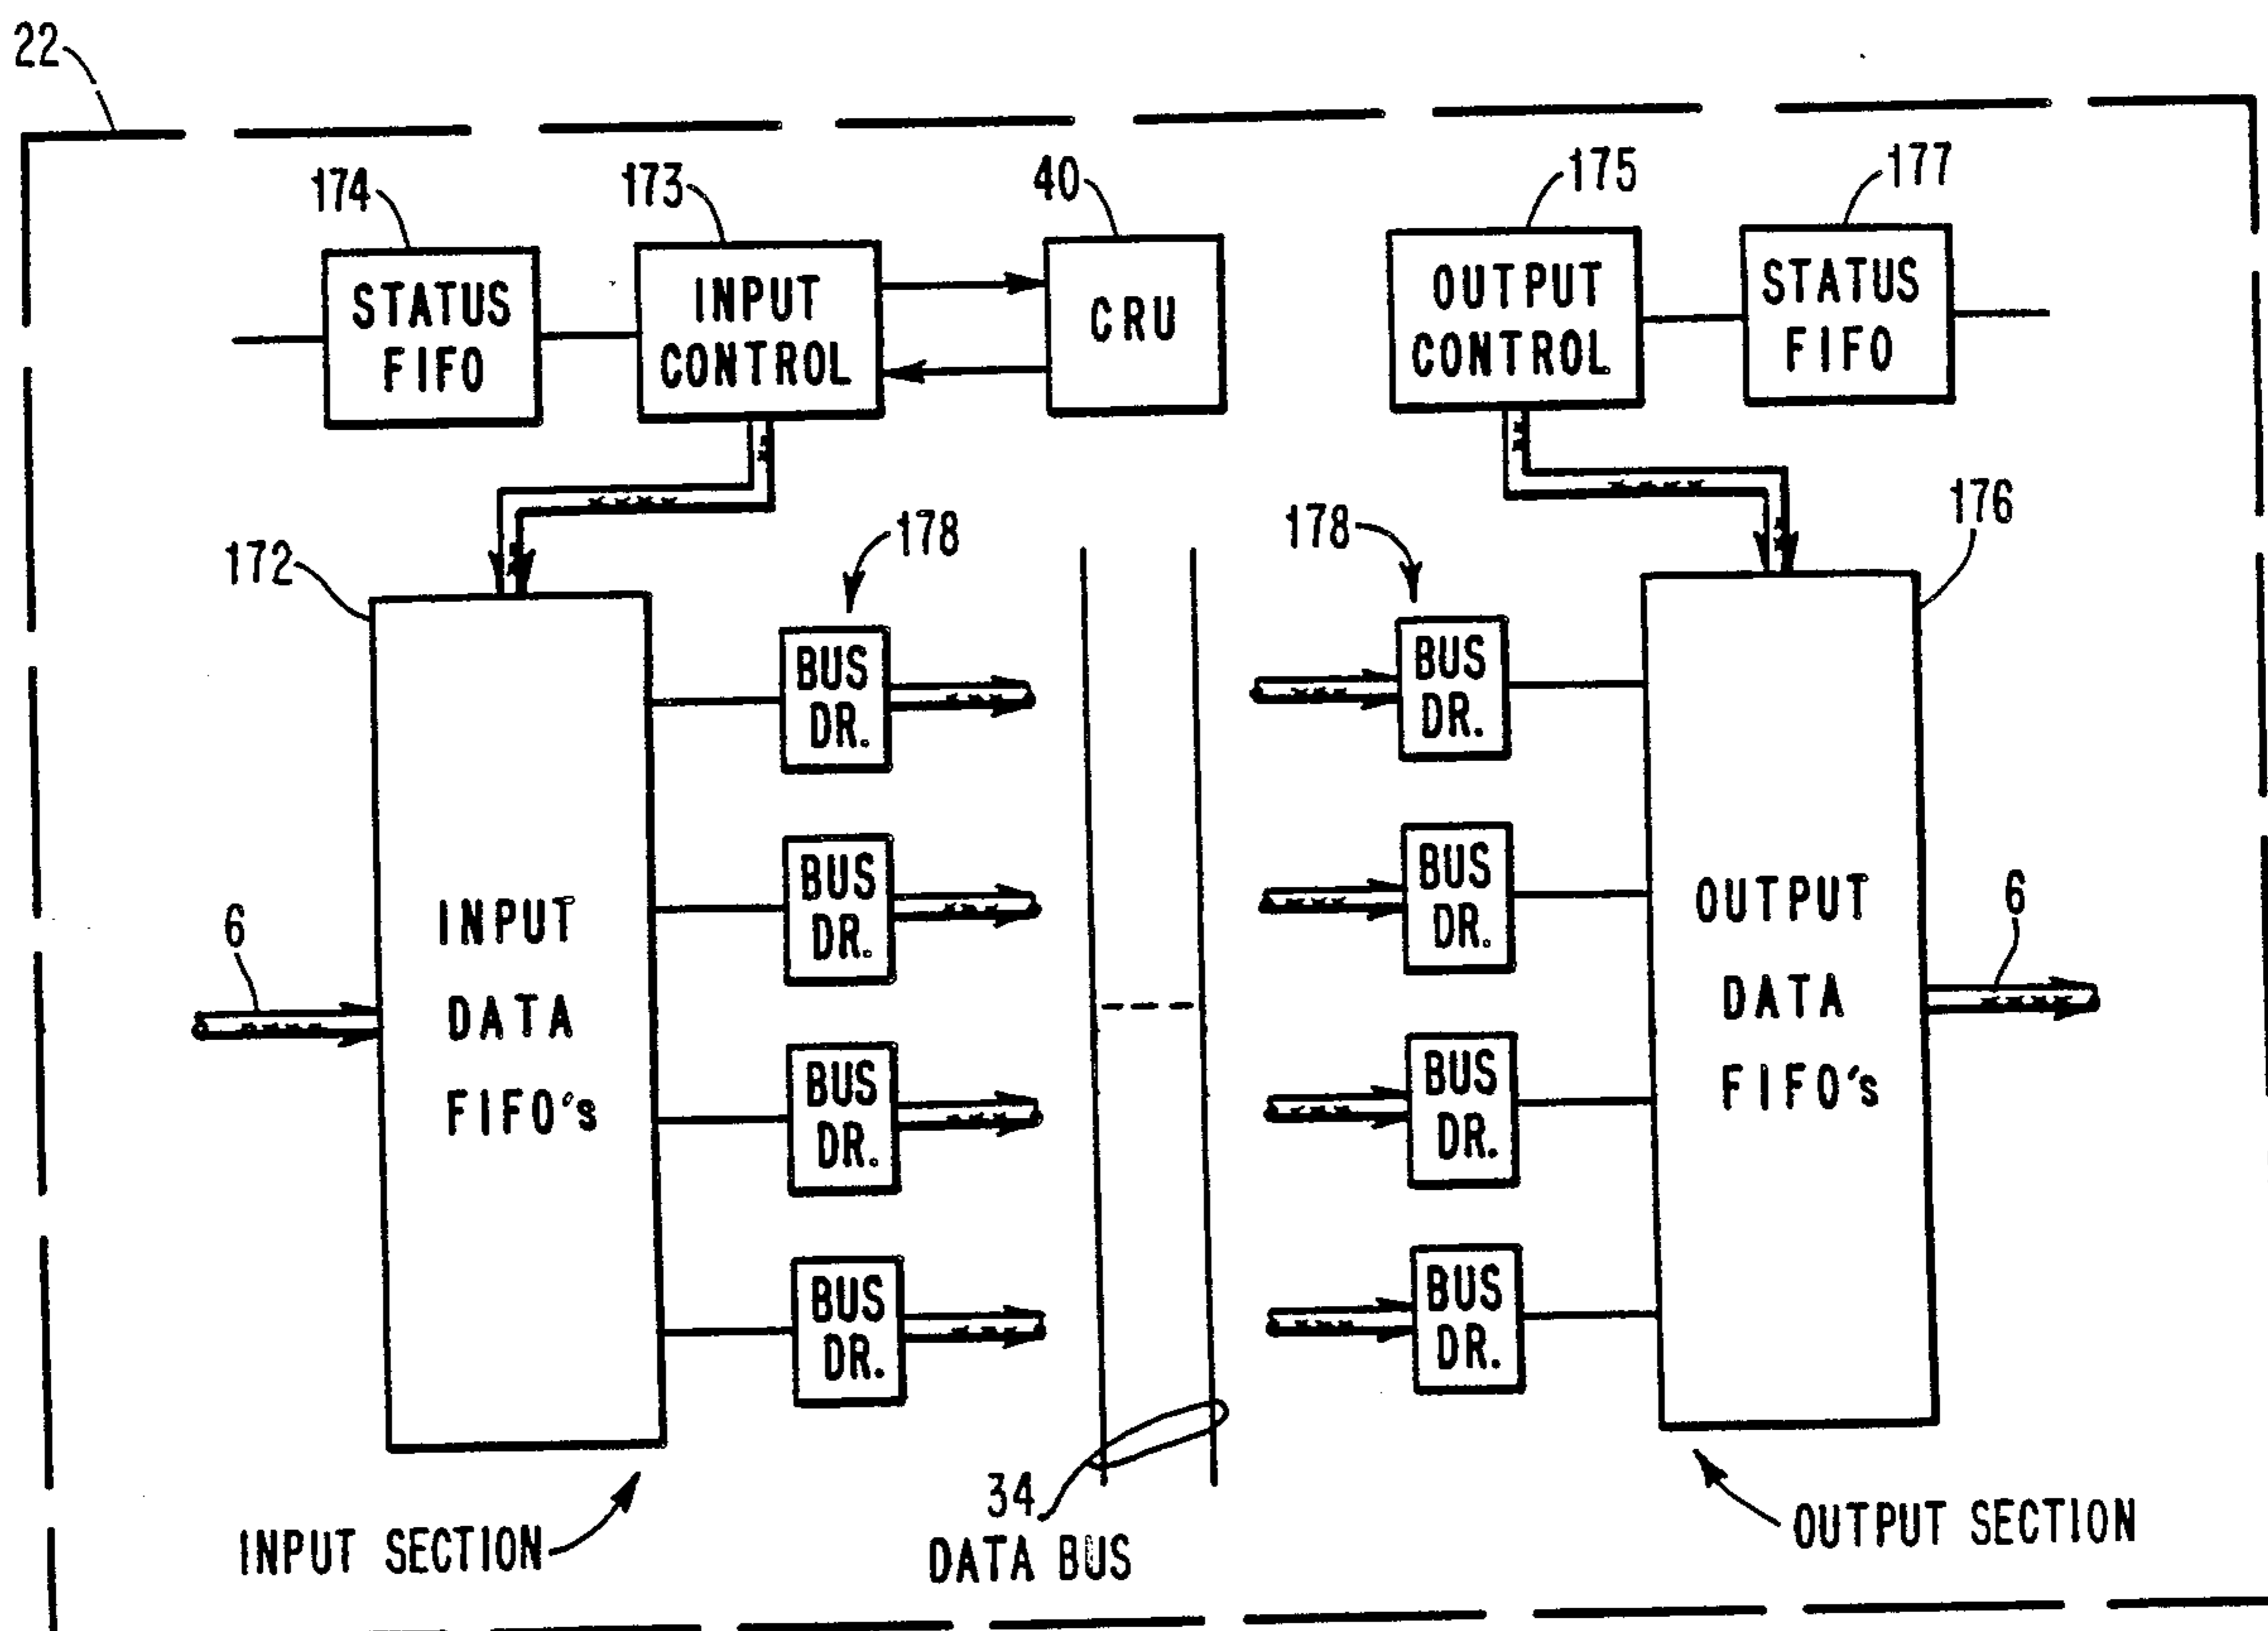 22
174
173
40
175
177
STATUS
FIFO
INPUT
CONTROL
CRU
OUTPUT
CONTROL
STATUS
FIFO
172
178
178
176
BUS
DR.
BUS
DR.
BUS
DR.
BUS
DR.
6
INPUT
DATA
FIFO's
OUTPUT
DATA
FIFO's
6
BUS
DR.
BUS
DR.
BUS
DR.
BUS
DR.
34
DATA BUS
INPUT SECTION
OUTPUT SECTION